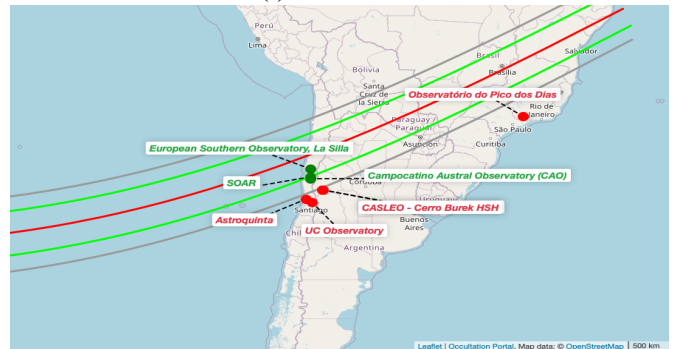 Perú
Lima
Brasil
Salvador
Bolivia
Brasília
Santa
Cruz de
la Sierra
Observatório do Pico dos Dias
Rio de
Janeiro
Paraguay /
São Paulo
Asunción
Curitiba
European Southern Observatory, La Silla
SOAR
Campocatino Austral Observatory (CAO)
Córdoba
Uruguay
CASLEO - Cerro Burek HSH
Santiago
Astroquinta
Buenos
Aires
UC Observatory
Argentina
Leaflet | Occultation Portal, Map data: © OpenStreetMap | 500 km